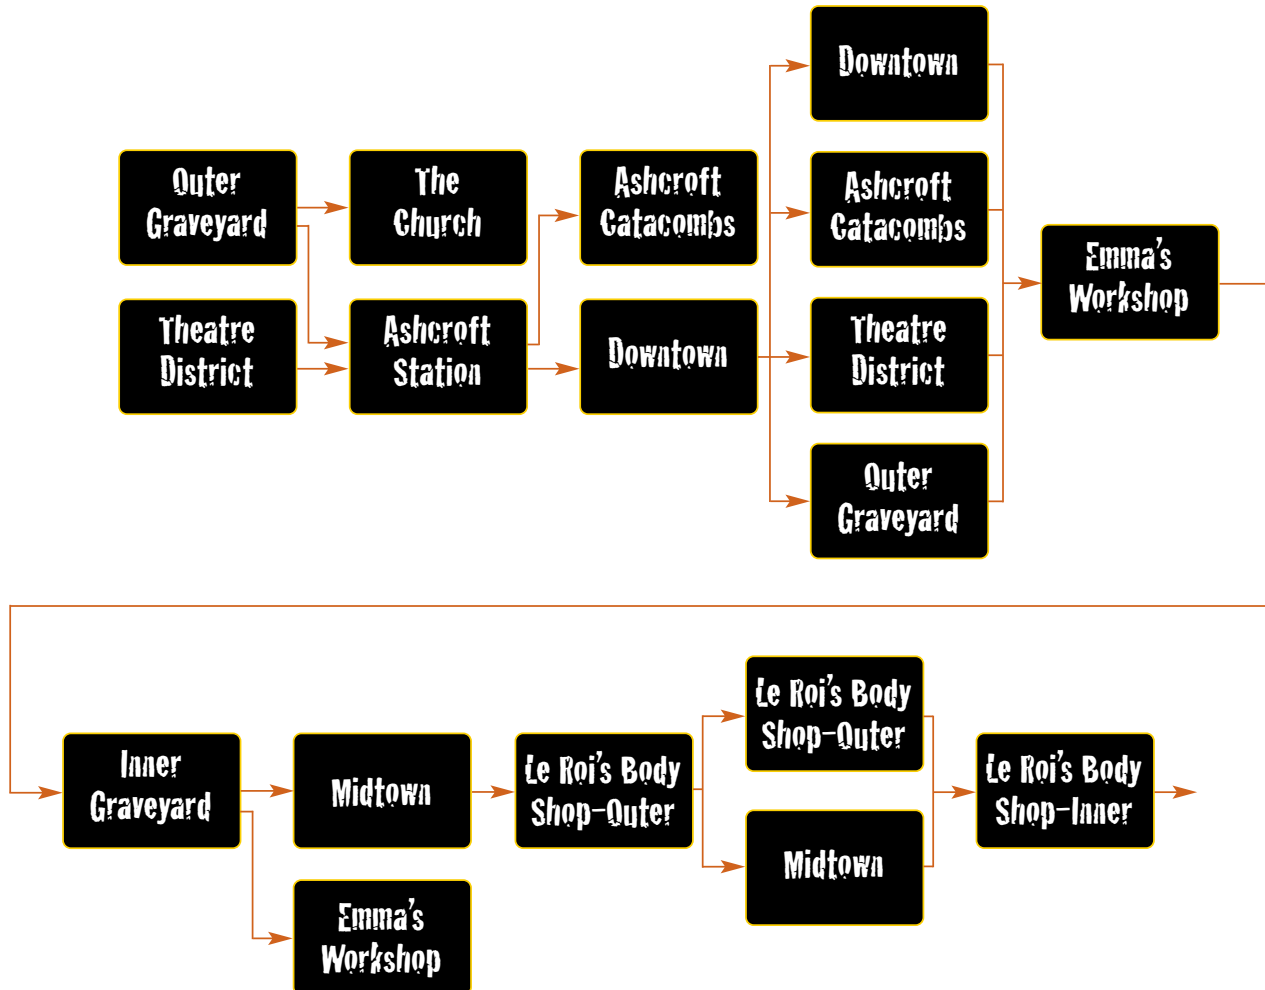 Downtown
Outer
Graveyard
The
Church
Ashcroft
Catacombs
Ashcroft
Catacombs
Emma's
Workshop
Theatre
District
Ashcroft
Station
Downtown
Theatre
District
Outer
Graveyard
Inner
Graveyard
Midtown
Le Roi's Body
Shop-Outer
Le Roi's Body
Shop-Outer
Le Roi's Body
Shop-Inner
Midtown
Emma's
Workshop